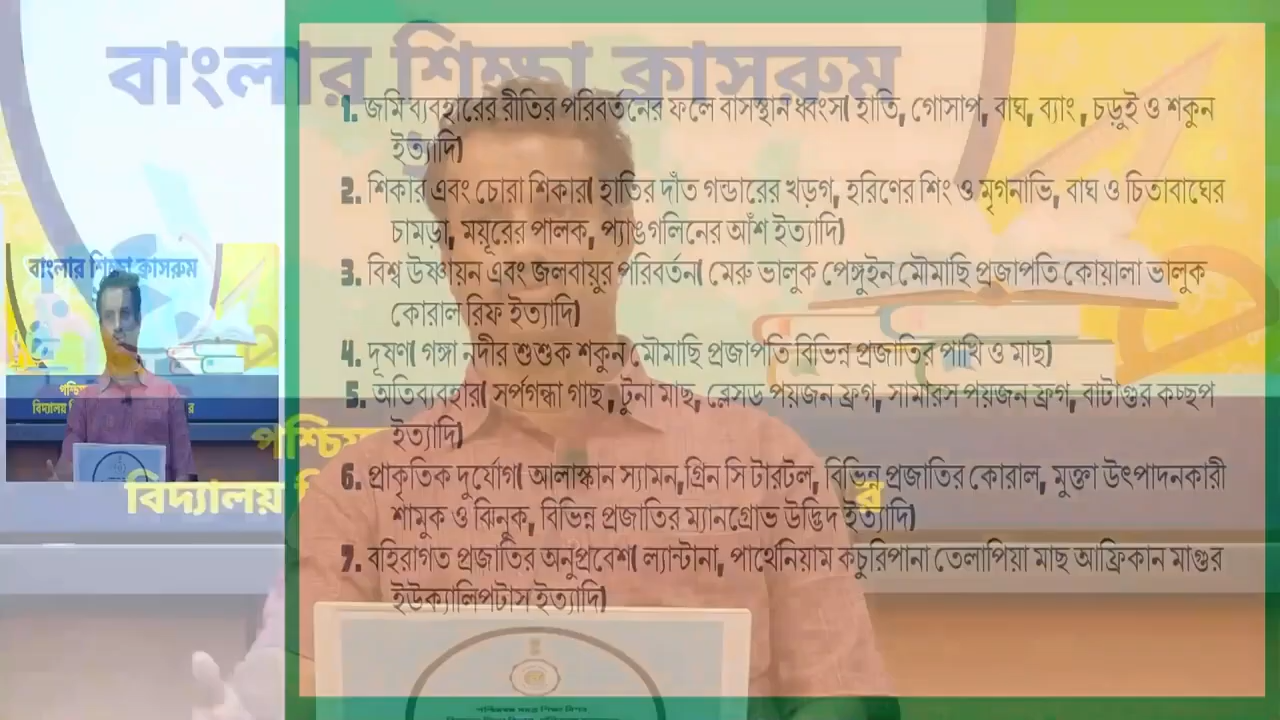 বাংলার শিক্ষা ক্লাসরুম
1. জমি ব্যবহারের রীতির পরিবর্তনের ফলে বাসস্থান ধ্বংস( হাতি, গোসাপ, বাঘ, ব্যাং , চড়ুই ও শকুন
ইত্যাদি)
2. শিকার এবং চোরা শিকার( হাতির দাঁত গন্ডারের খড়গ, হরিণের শিং ও মৃগনাভি, বাঘ ও চিতাবাঘের
চামড়া, ময়ূরের পালক, প্যাঙগলিনের আঁশ ইত্যাদি)
3. বিশ্ব উষ্ণায়ন এবং জলবায়ুর পরিবর্তন( মেরু ভালুক পেঙ্গুইন মৌমাছি প্রজাপতি কোয়ালা ভালুক
কোরাল রিফ ইত্যাদি)
4. দূষণ( গঙ্গা নদীর শুশুক শকুন মৌমাছি প্রজাপতি বিভিন্ন প্রজাতির পাখি ও মাছ)
5. অতিব্যবহার( সর্পগন্ধা গাছ , টুনা মাছ, ব্লেসড পয়জন ফ্রগ, সামারিস পয়জন ফ্রগ, বাটাগুর কচ্ছপ
ইত্যাদি)
6. প্রাকৃতিক দুর্যোগ( আলাস্কান স্যামন,গ্রিন সি টারটল, বিভিন্ন প্রজাতির কোরাল, মুক্তা উৎপাদনকারী
শামুক ও ঝিনুক, বিভিন্ন প্রজাতির ম্যানগ্রোভ উদ্ভিদ ইত্যাদি)
7. বহিরাগত প্রজাতির অনুপ্রবেশ( ল্যান্টানা, পার্থেনিয়াম কচুরিপানা তেলাপিয়া মাছ আফ্রিকান মাগুর
ইউক্যালিপটাস ইত্যাদি)
বাংলার শিক্ষা ক্লাসরুম
বিদ্যালয়
বিদ্যালয়